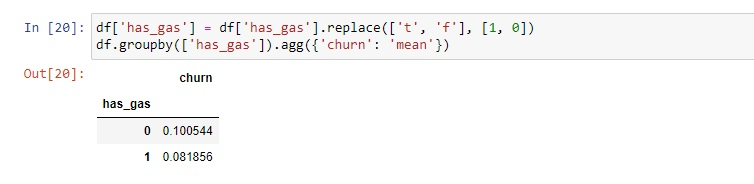 In [20]: df['has_gas'] = df['has_gas'].replace(['t', 'f'], [1, 0])
df.groupby(['has_gas']).agg({'churn': 'mean'})
Out[20]:
churn
has_gas
0 0.100544
1 0.081856